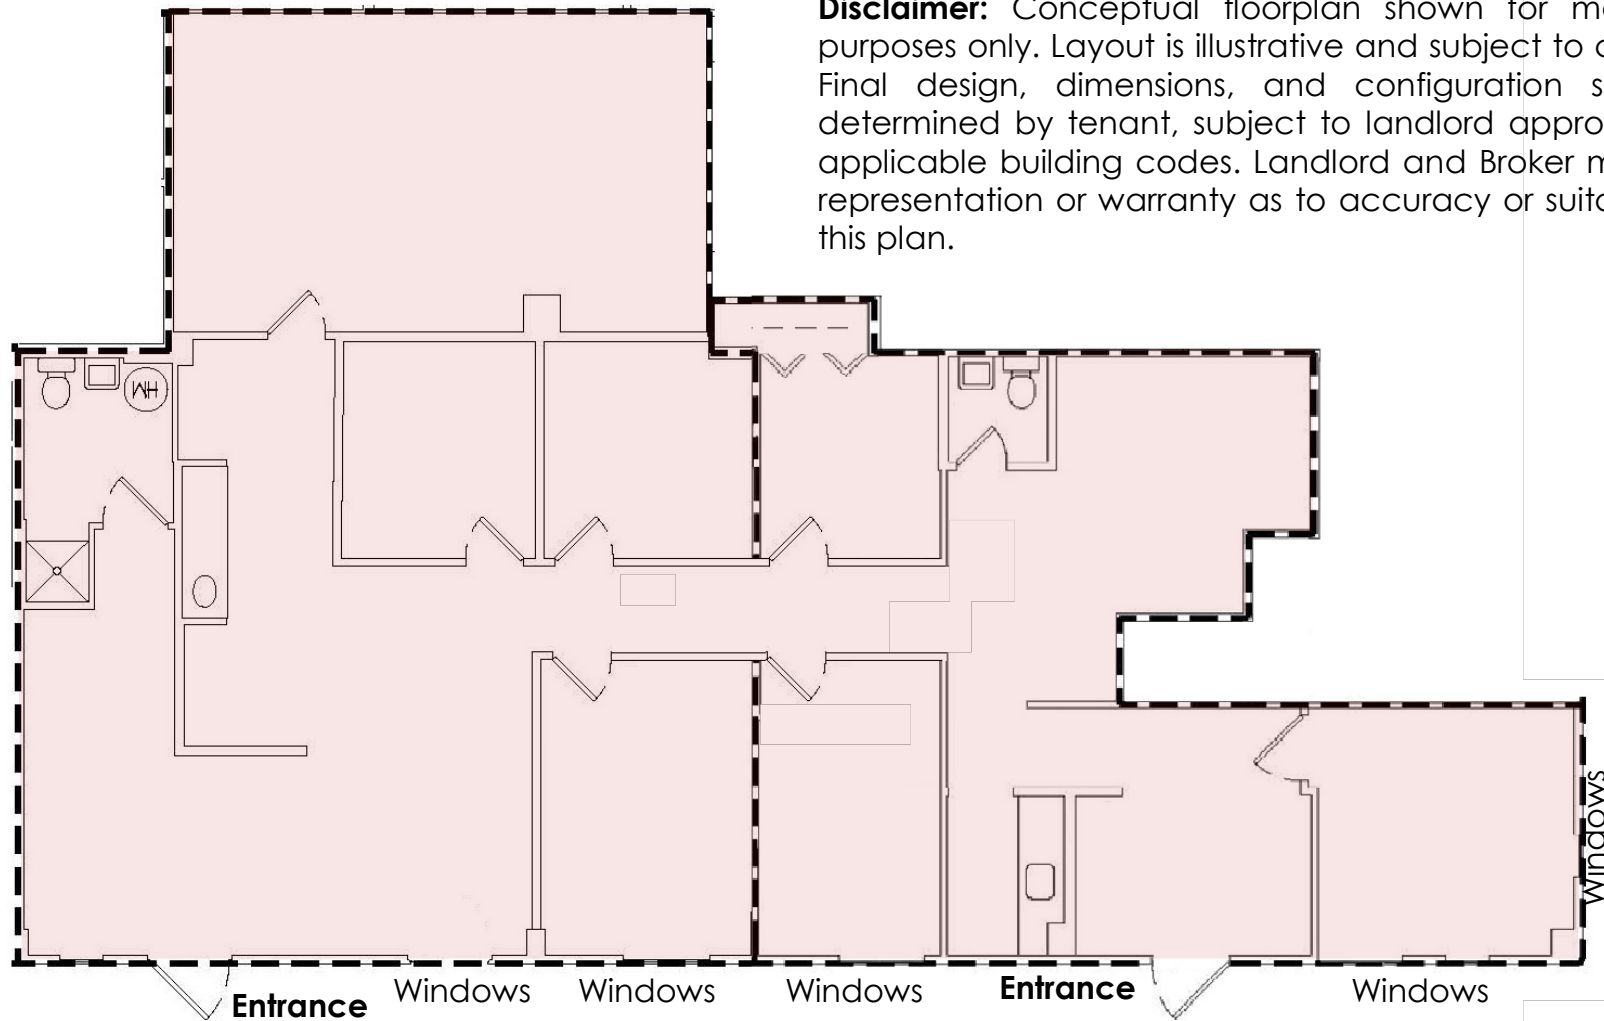 Disclaimer: Conceptual floorplan shown for
purposes only. Layout is illustrative and subject to
Final design, dimensions, and configuration
determined by tenant, subject to landlord
applicable building codes. Landlord and Broker
representation or warranty as to accuracy or
this plan.
WH
Windows
Entrance
Windows
Windows
Windows
Entrance
Windows